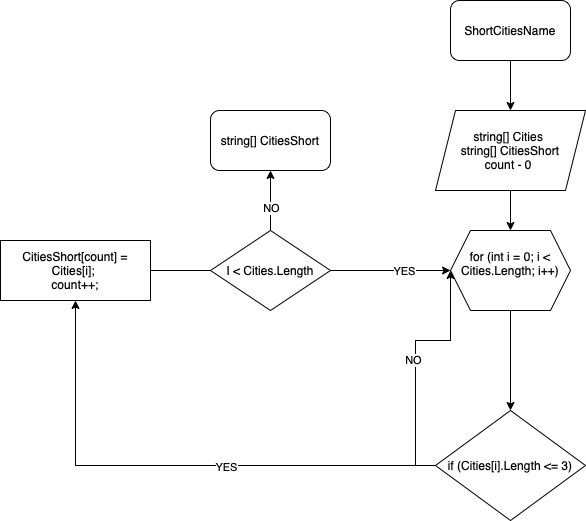 ShortCitiesName
string[] Cities
string[] CitiesShort
count - 0
string[] CitiesShort
NO
CitiesShort[count] =
Cities[i];
count++;
I < Cities.Length
YES
for (int i = 0; i <
Cities.Length; i++)
NO
if (Cities[i].Length <= 3)
YES